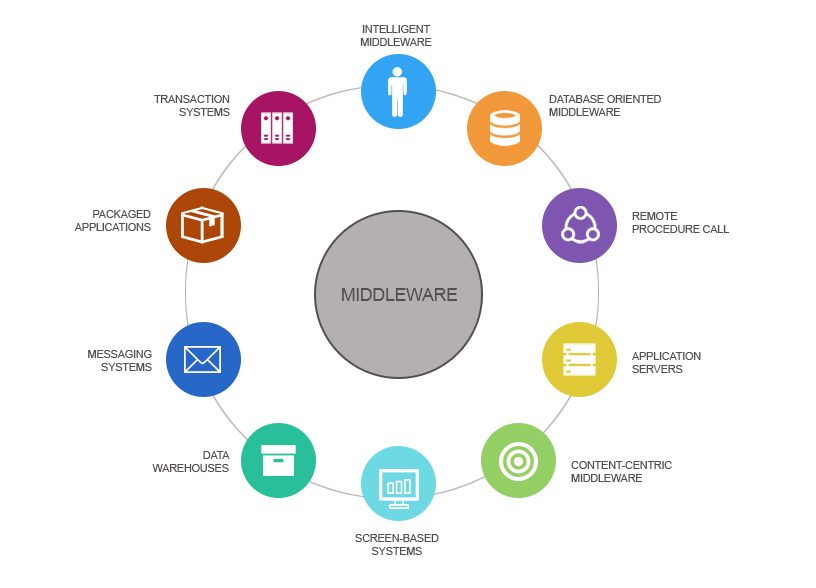 INTELLIGENT
MIDDLEWARE
TRANSACTION
SYSTEMS
DATABASE ORIENTED
MIDDLEWARE
PACKAGED
APPLICATIONS
REMOTE
PROCEDURE CALL
MIDDLEWARE
MESSAGING
SYSTEMS
APPLICATION
SERVERS
DATA
WAREHOUSES
CONTENT-CENTRIC
MIDDLEWARE
SCREEN-BASED
SYSTEMS